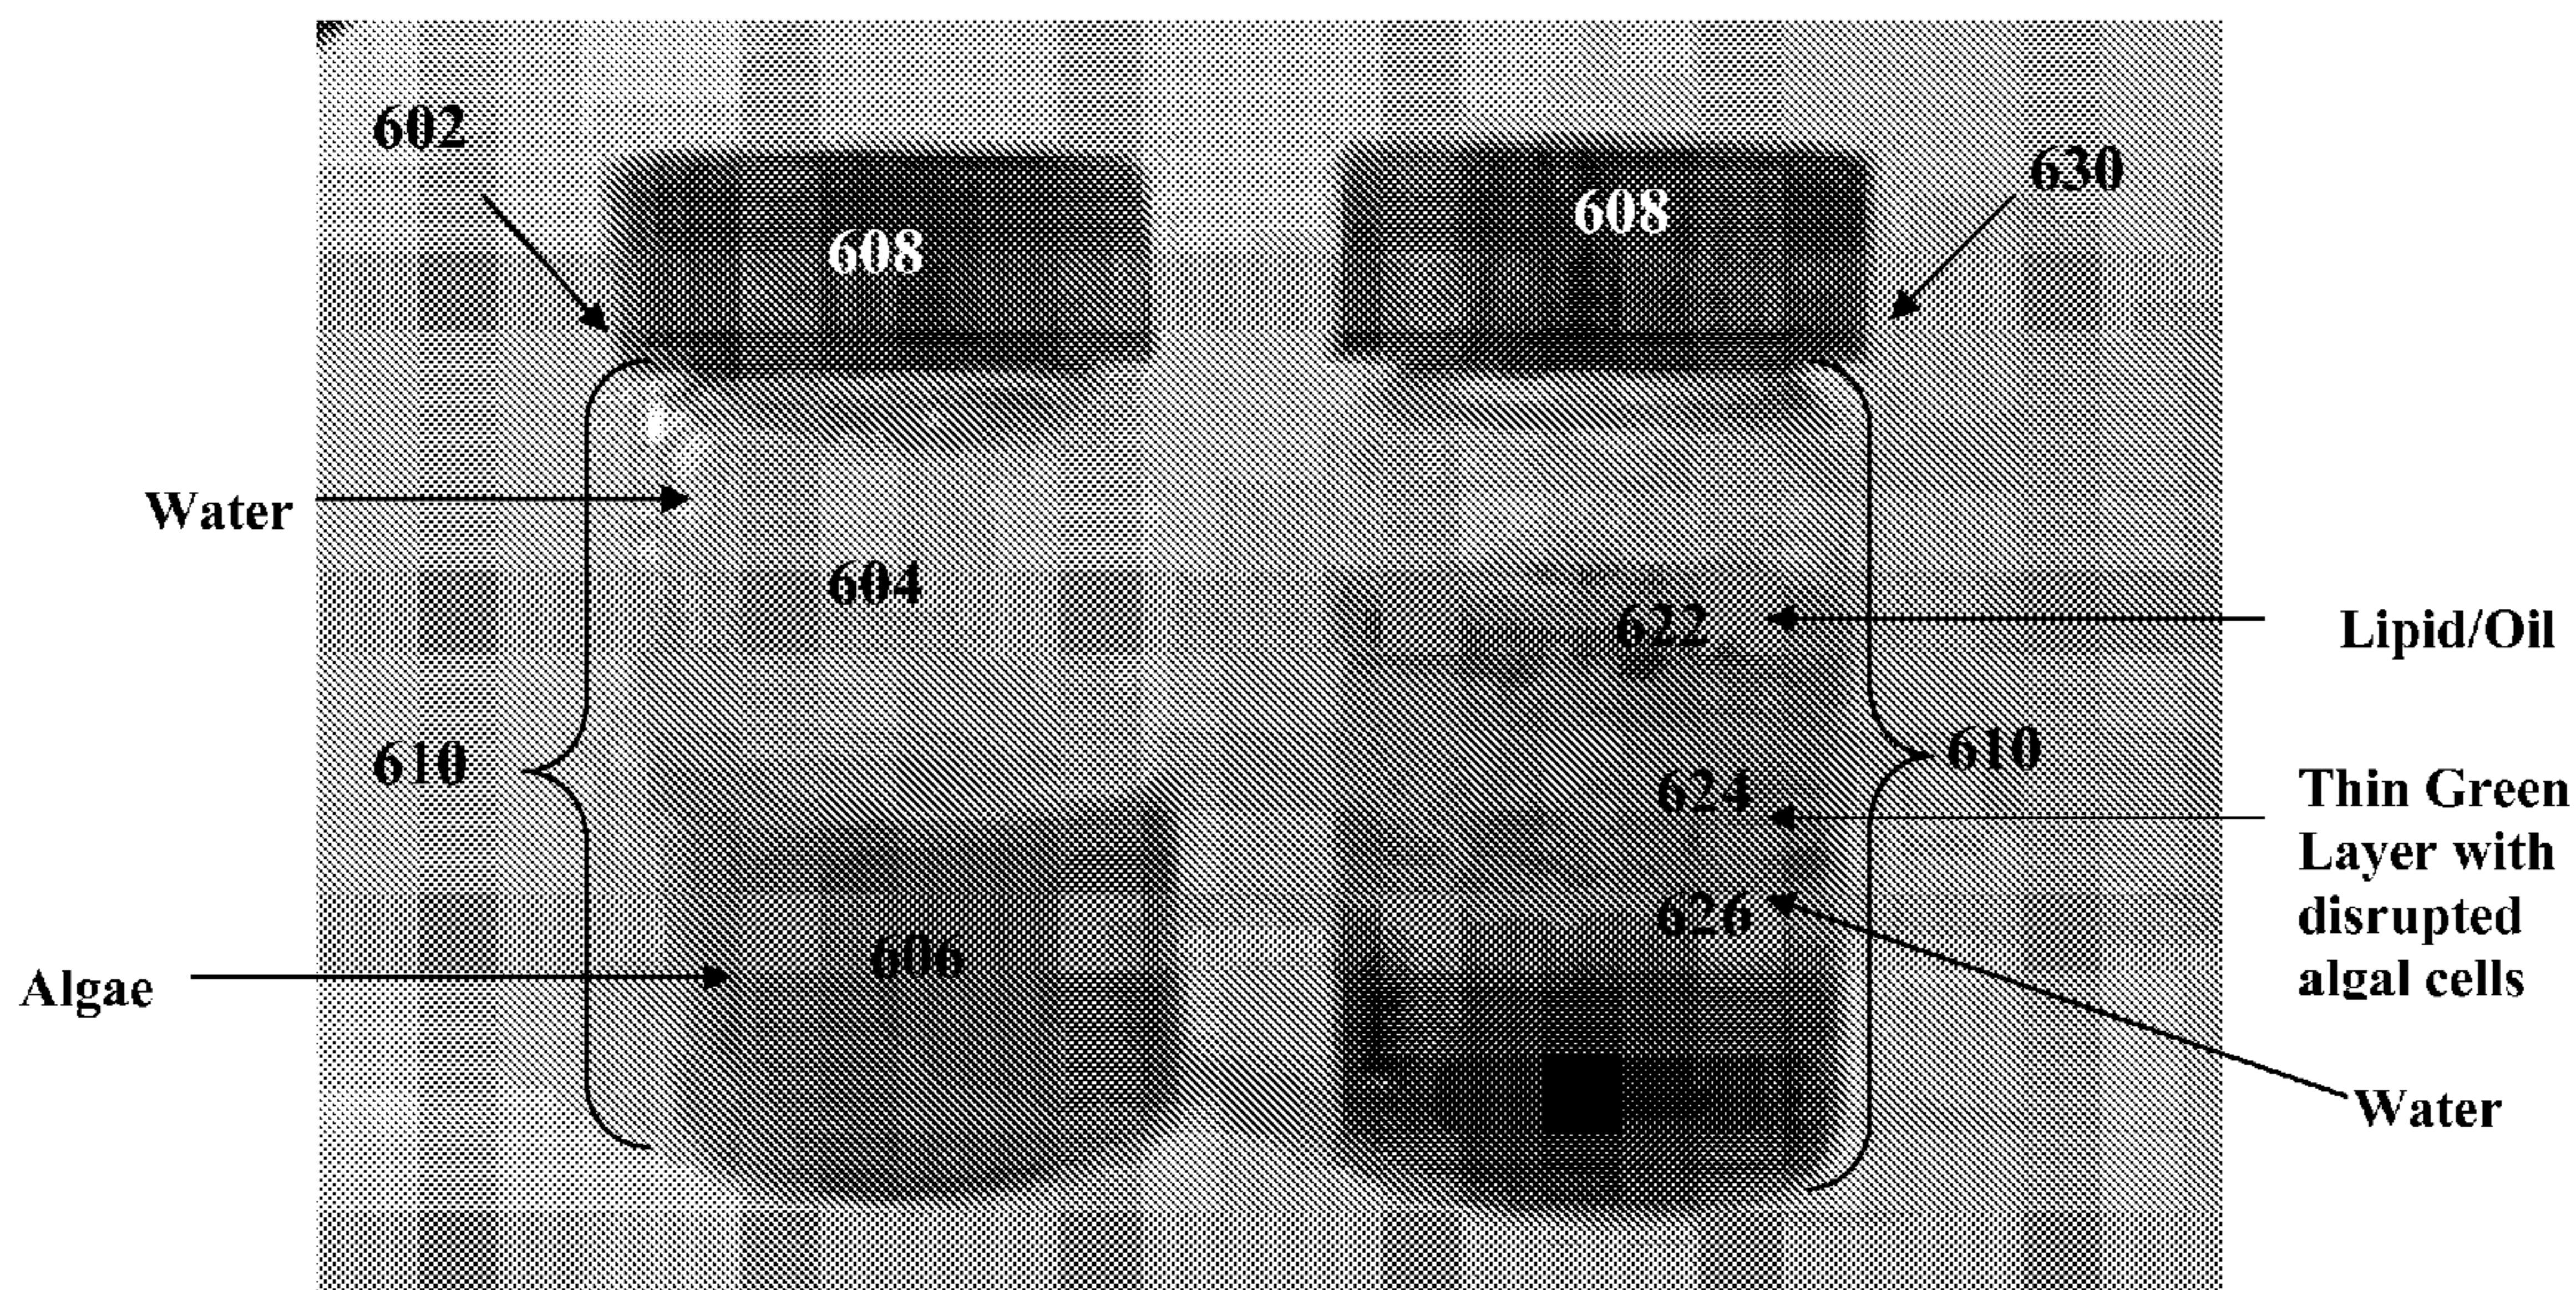 602
630
608
608
Water
604
622
Lipid/Oil
610
610
624
Thin Green
Layer with
disrupted
algal cells
626
606
Algae
Water